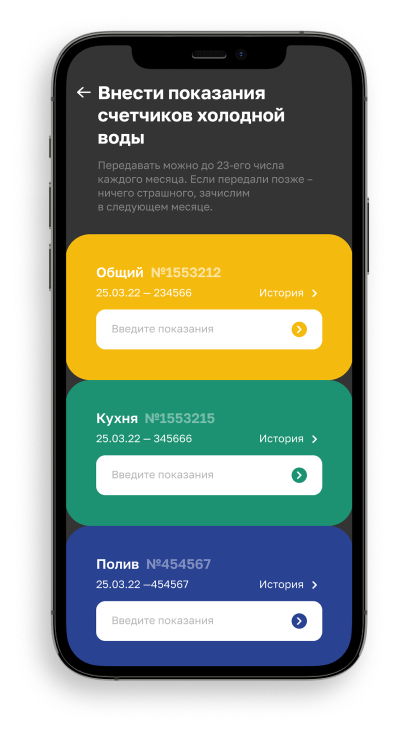 Внести показания
счетчиков холодной
воды
Передавать можно до 23-его числа
каждого месяца. Если передали позже –
ничего страшного, зачислим
в следующем месяце.
Общий №1553212
25.03.22 — 234566 История
Введите показания
Кухня №1553215
25.03.22 — 345666 История
Введите показания
Полив №454567
25.03.22 —454567 История
Введите показания